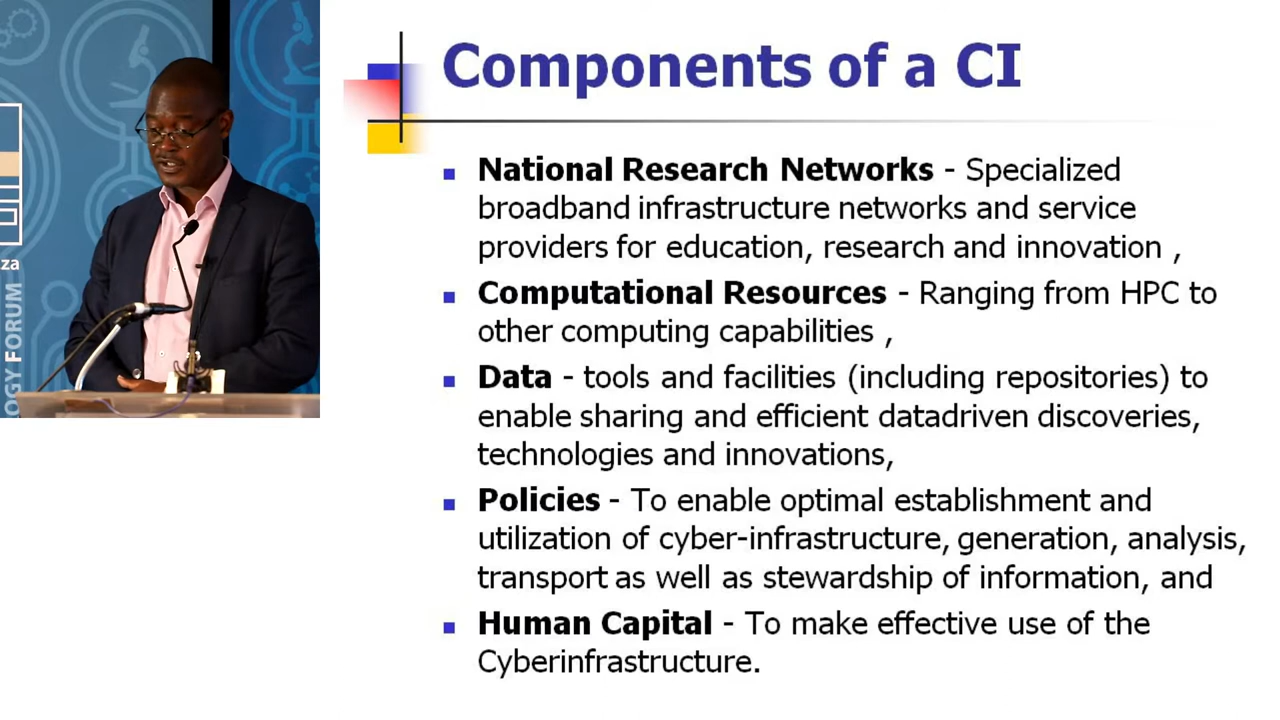 Components of a CI
National Research Networks - Specialized
broadband infrastructure networks and service
providers for education, research and innovation ,
Computational Resources - Ranging from HPC to
other computing capabilities ,
Data - tools and facilities (including repositories) to
enable sharing and efficient datadriven discoveries,
technologies and innovations,
Policies - To enable optimal establishment and
utilization of cyber-infrastructure, generation, analysis,
transport as well as stewardship of information, and
Human Capital - To make effective use of the
Cyberinfrastructure.
za
OGY FORUM